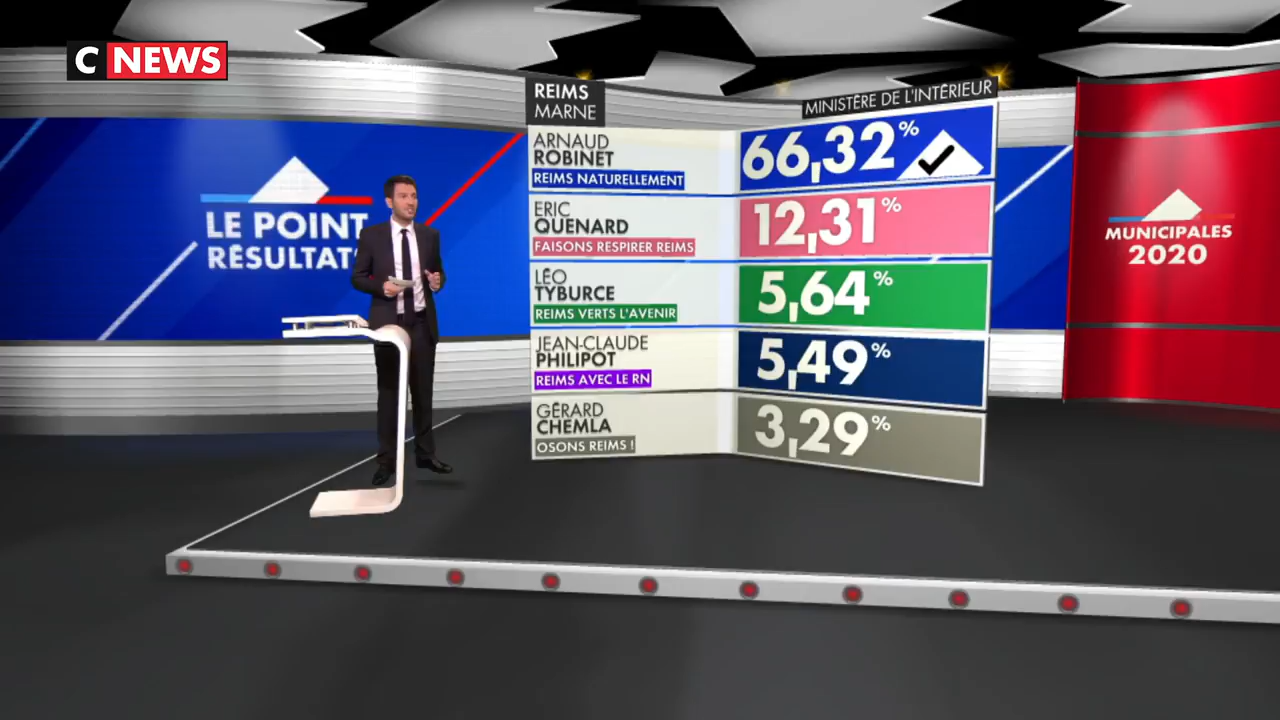 C NEWS
REIMS
MARNE
MINISTÈRE DE L'INTÉRIEUR
ARNAUD
ROBINET
REIMS NATURELLEMENT
66,32%
ERIC
QUENARD
FAISONS RESPIRER REIMS
12,31%
LÉO
TYBURCE
REIMS VERTS L'AVENIR
5,64%
JEAN-CLAUDE
PHILIPOT
REIMS AVEC LE RN
5,49%
GÉRARD
CHEMLA
OSONS REIMS !
3,29%
LE POINT
RÉSULTAT
MUNICIPALES
2020